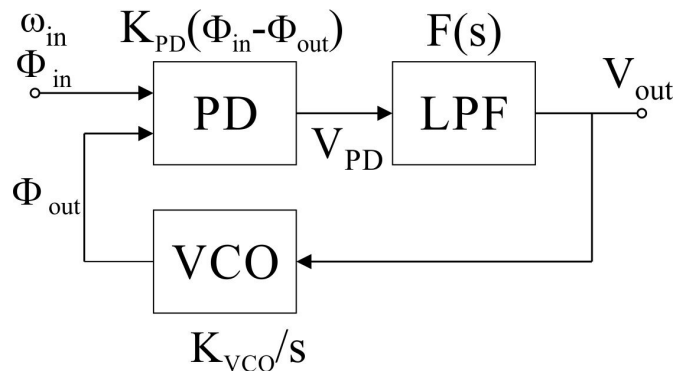 ω_in
Φ_in
K_PD(Φ_in-Φ_out)
F(s)
V_out
PD
V_PD
LPF
Φ_out
VCO
K_VCO/s